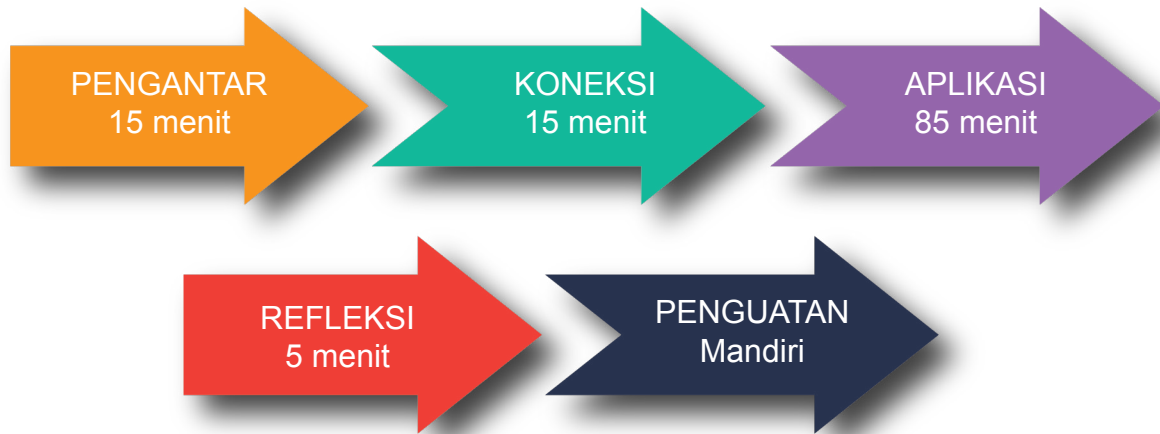 PENGANTAR
15 menit
KONEKSI
15 menit
APLIKASI
85 menit
REFLEKSI
5 menit
PENGUATAN
Mandiri